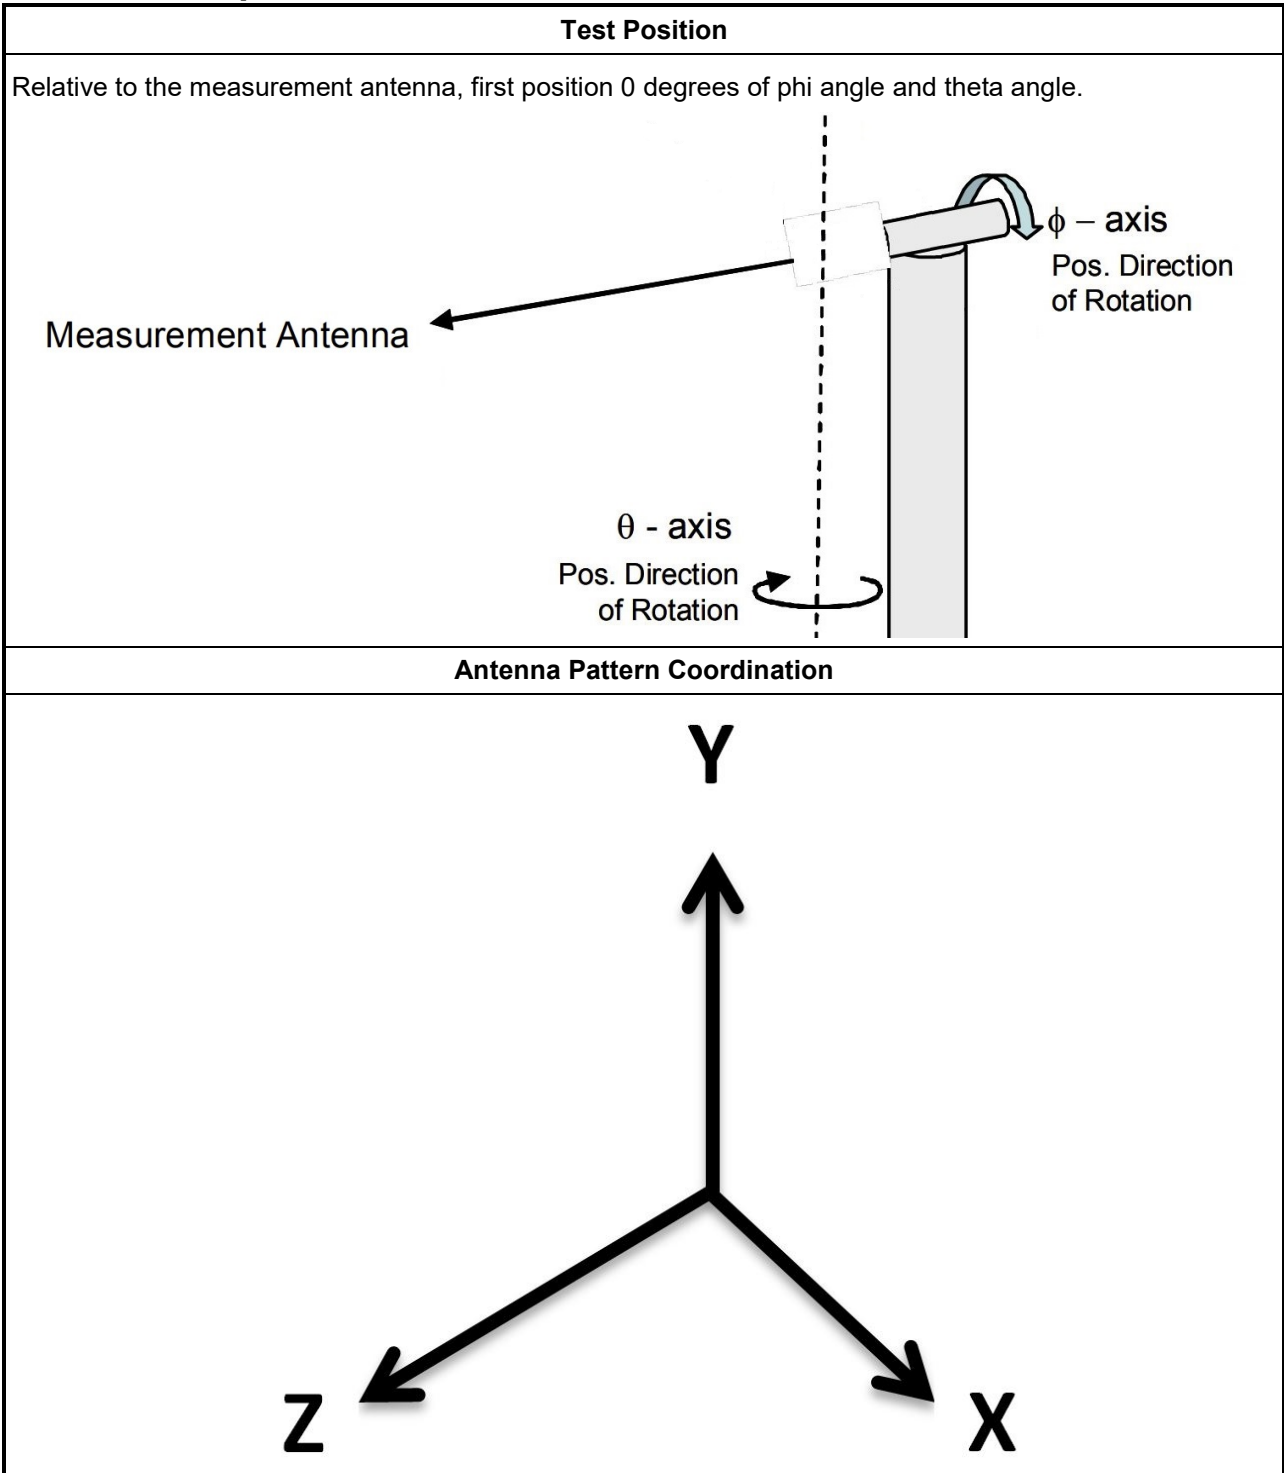 Test Position
Relative to the measurement antenna, first position 0 degrees of phi angle and theta angle.
ϕ – axis
Pos. Direction
of Rotation
Measurement Antenna
θ - axis
Pos. Direction
of Rotation
Antenna Pattern Coordination
Y
Z
X